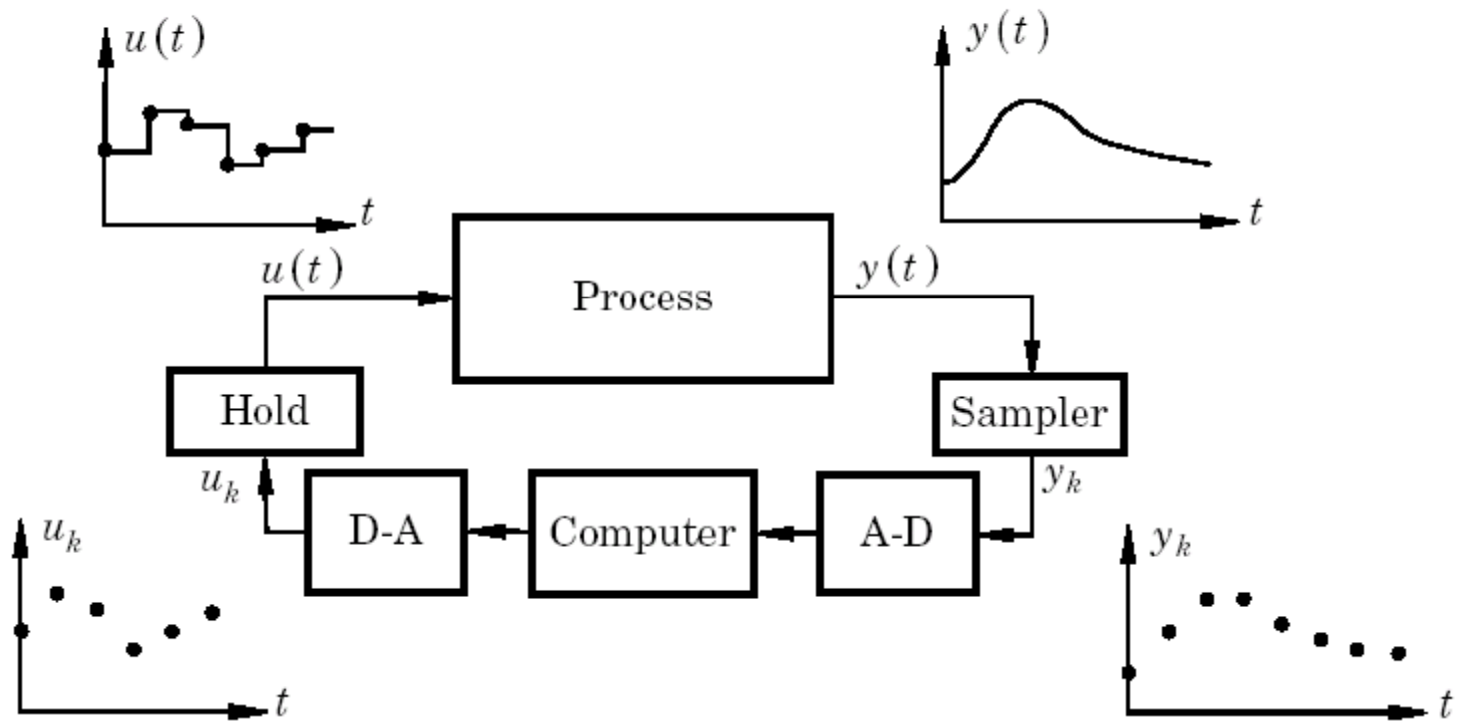 u(t)
y(t)
t
t
u(t)
Process
y(t)
Hold
Sampler
u_k
y_k
D-A
Computer
A-D
u_k
y_k
t
t